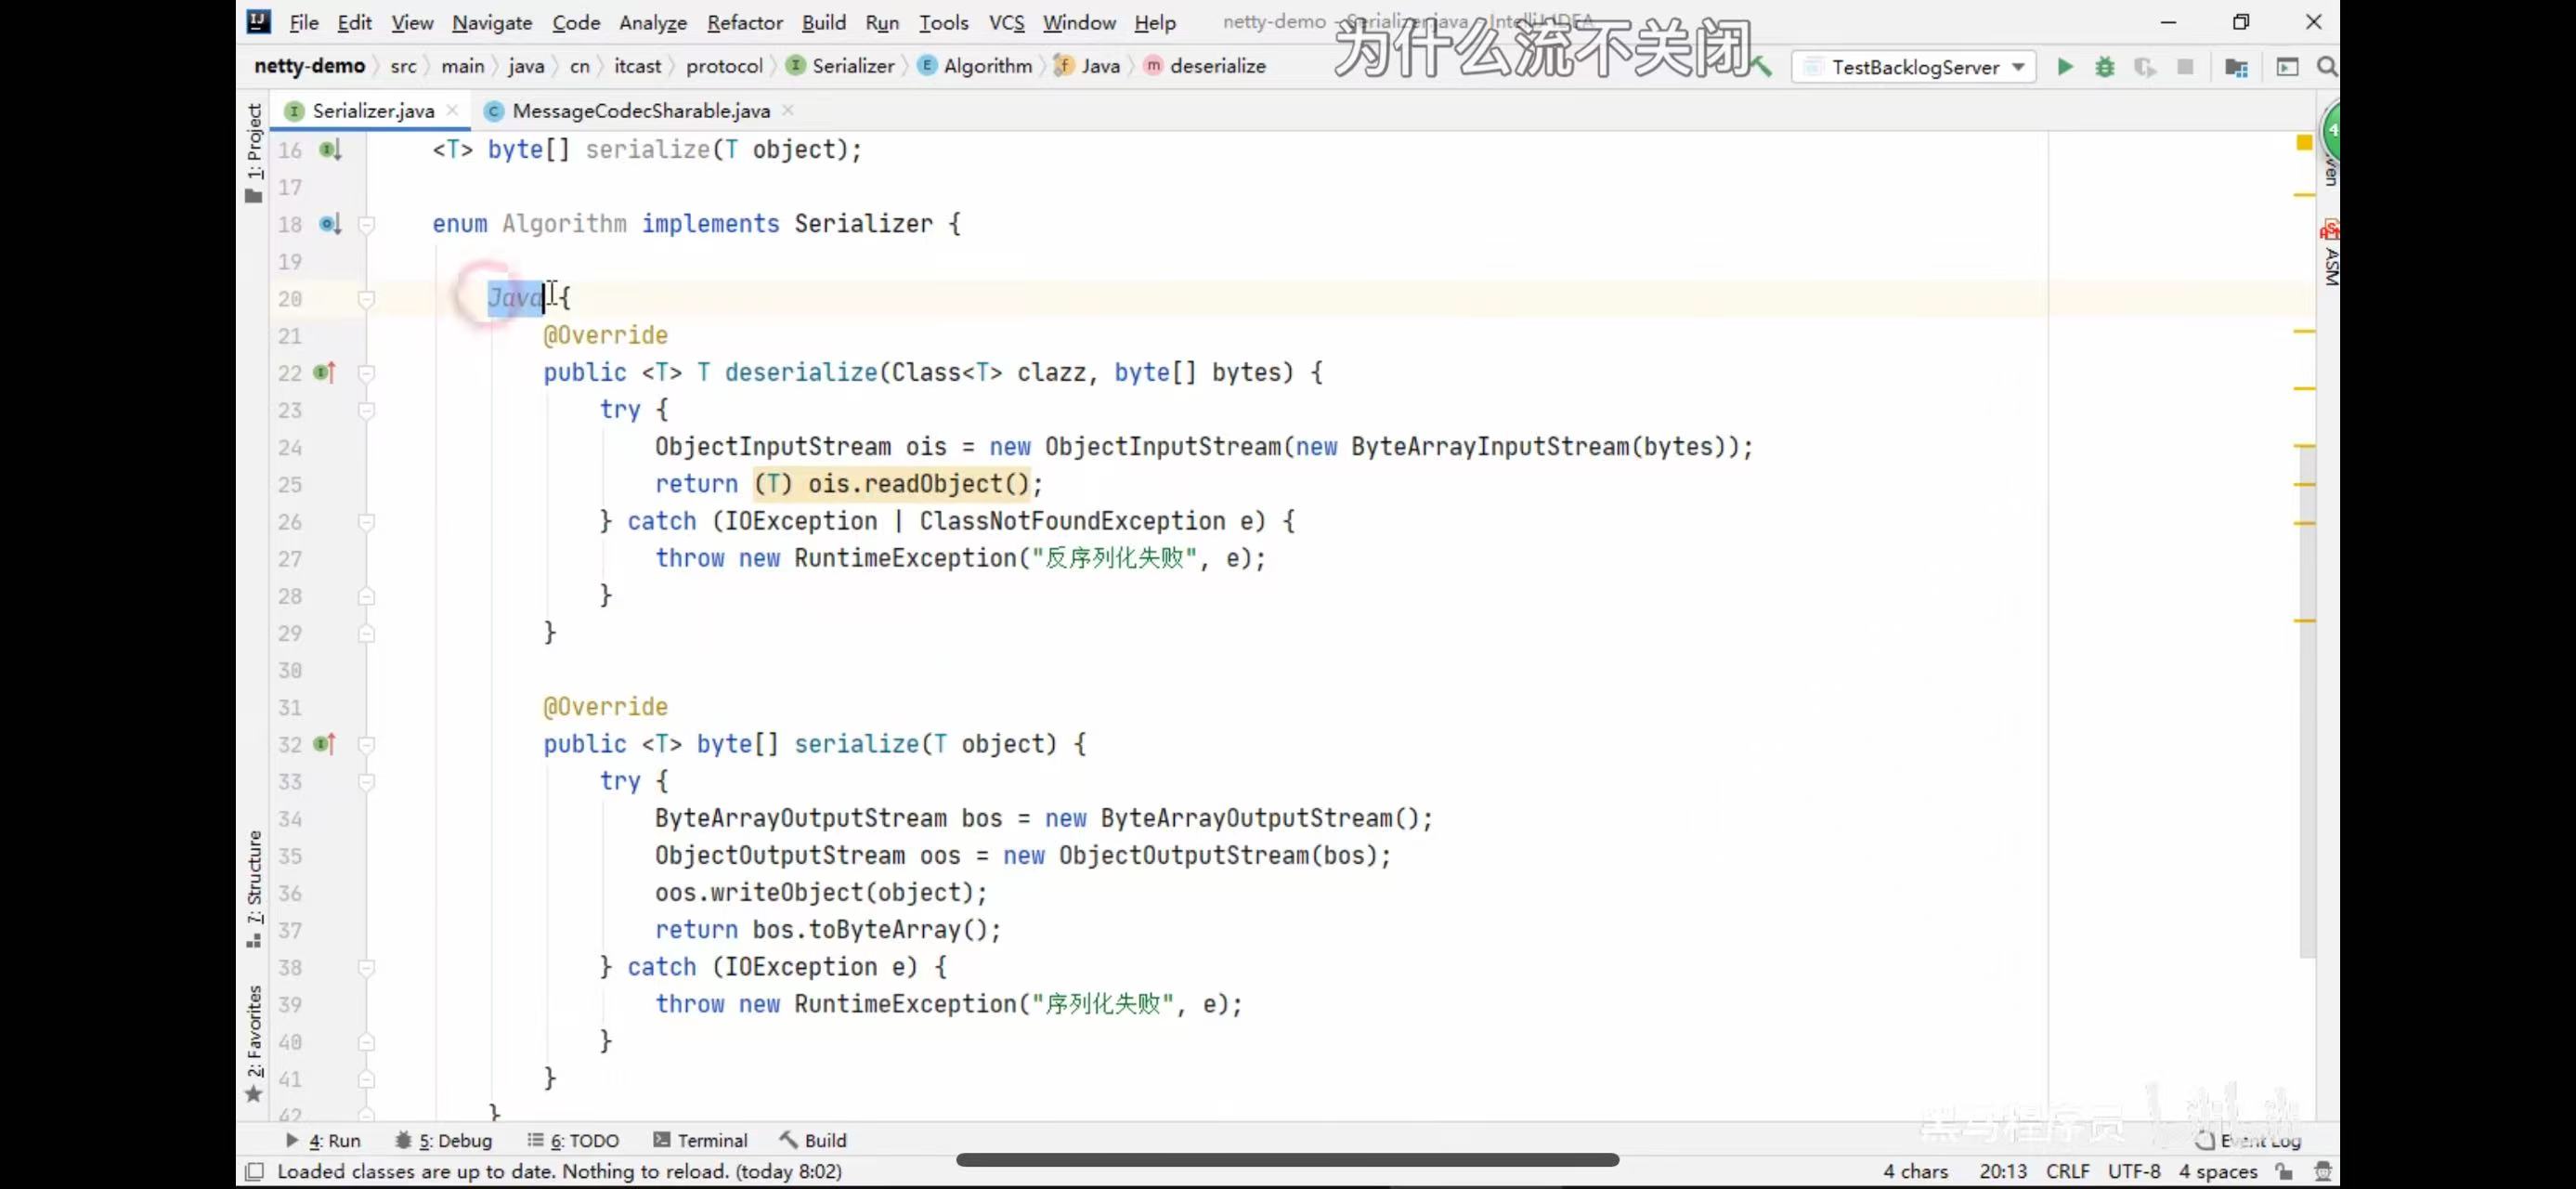 File Edit View Navigate Code Analyze Refactor Build Run Tools VCS Window Help netty-demo - Serializer.java - IntelliJ IDEA
为什么流不关闭
netty-demo src main java cn itcast protocol Serializer Algorithm Java deserialize TestBacklogServer
Serializer.java MessageCodecSharable.java
1: Project
16 <T> byte[] serialize(T object);
17
18 enum Algorithm implements Serializer {
19
20 Java {
21 @Override
22 public <T> T deserialize(Class<T> clazz, byte[] bytes) {
23 try {
24 ObjectInputStream ois = new ObjectInputStream(new ByteArrayInputStream(bytes));
25 return (T) ois.readObject();
26 } catch (IOException | ClassNotFoundException e) {
27 throw new RuntimeException("反序列化失败", e);
28 }
29 }
30
31 @Override
32 public <T> byte[] serialize(T object) {
33 try {
34 ByteArrayOutputStream bos = new ByteArrayOutputStream();
35 ObjectOutputStream oos = new ObjectOutputStream(bos);
36 oos.writeObject(object);
37 return bos.toByteArray();
38 } catch (IOException e) {
39 throw new RuntimeException("序列化失败", e);
40 }
41 }
42 }
7: Structure
2: Favorites
ASM
黑马程序员
4: Run 5: Debug 6: TODO Terminal Build Event Log
Loaded classes are up to date. Nothing to reload. (today 8:02) 4 chars 20:13 CRLF UTF-8 4 spaces